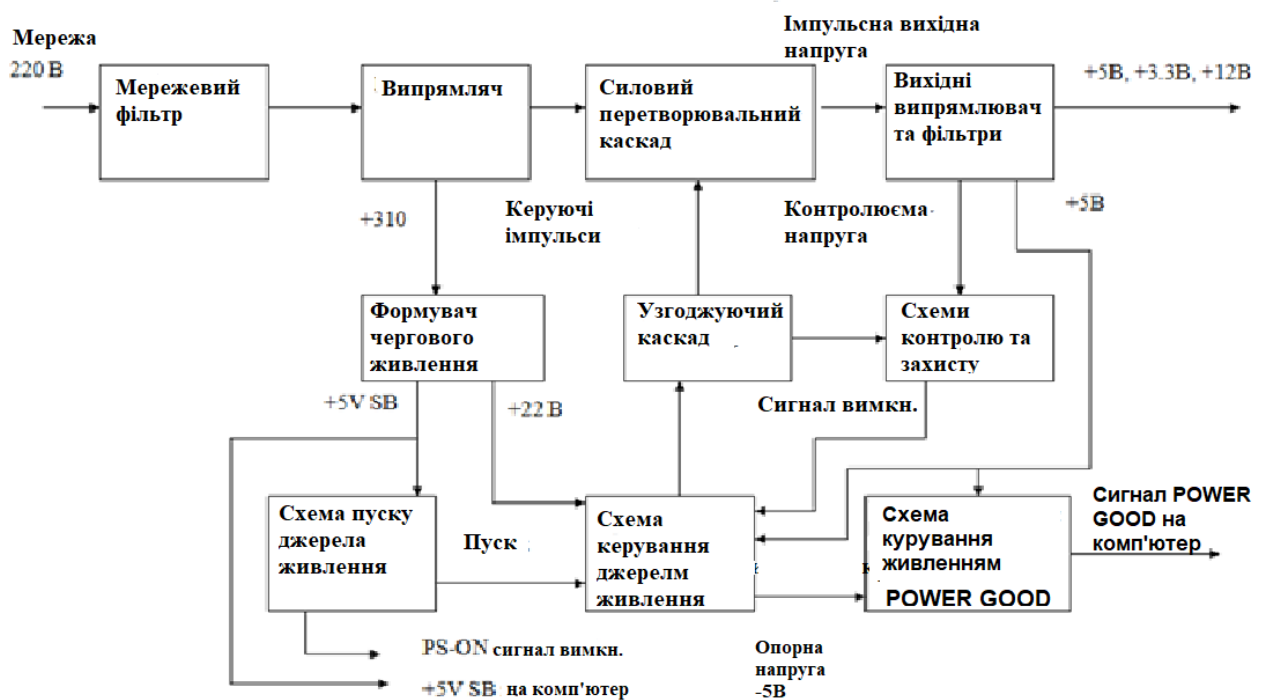 Мережа
220 В
Імпульсна вихідна
напруга
+5В, +3.3В, +12В
Мережевий
фільтр
Випрямляч
Силовий
перетворювальний
каскад
Вихідні
випрямлювач
та фільтри
+310
Керуючі
імпульси
Контролюєма
напруга
+5В
Формувач
чергового
живлення
Узгоджуючий
каскад
Схеми
контролю та
захисту
+5V SB
+22 В
Сигнал вимкн.
Схема пуску
джерела
живлення
Пуск
Схема
керування
джерелм
живлення
Схема
курування
живленням
POWER GOOD
Сигнал POWER
GOOD на
комп'ютер
PS-ON сигнал вимкн.
+5V SB на комп'ютер
Опорна
напруга
-5В